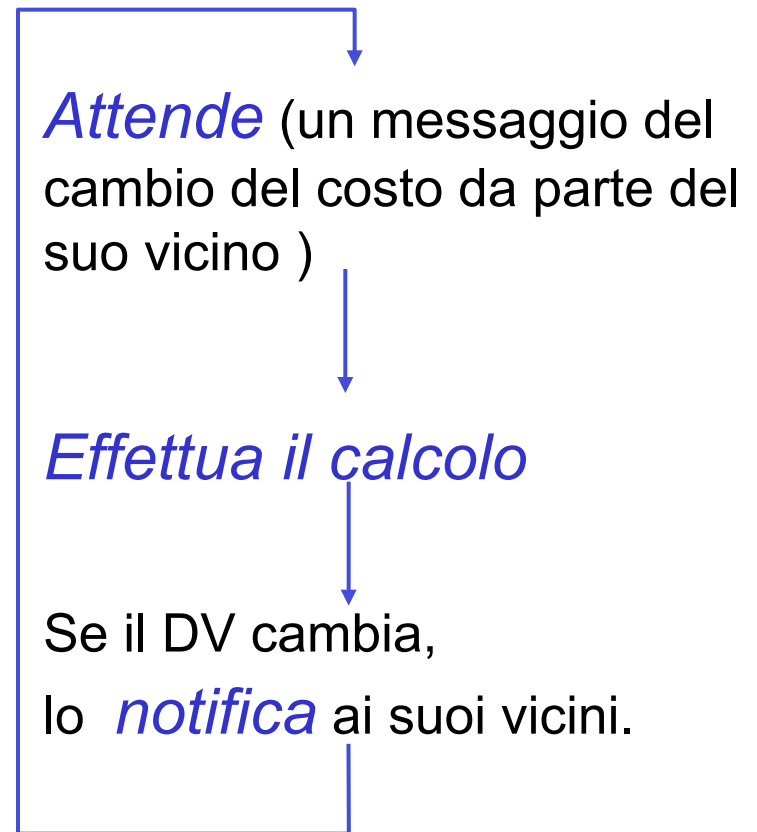 Attende (un messaggio del
cambio del costo da parte del
suo vicino )
Effettua il calcolo
Se il DV cambia,
lo notifica ai suoi vicini.